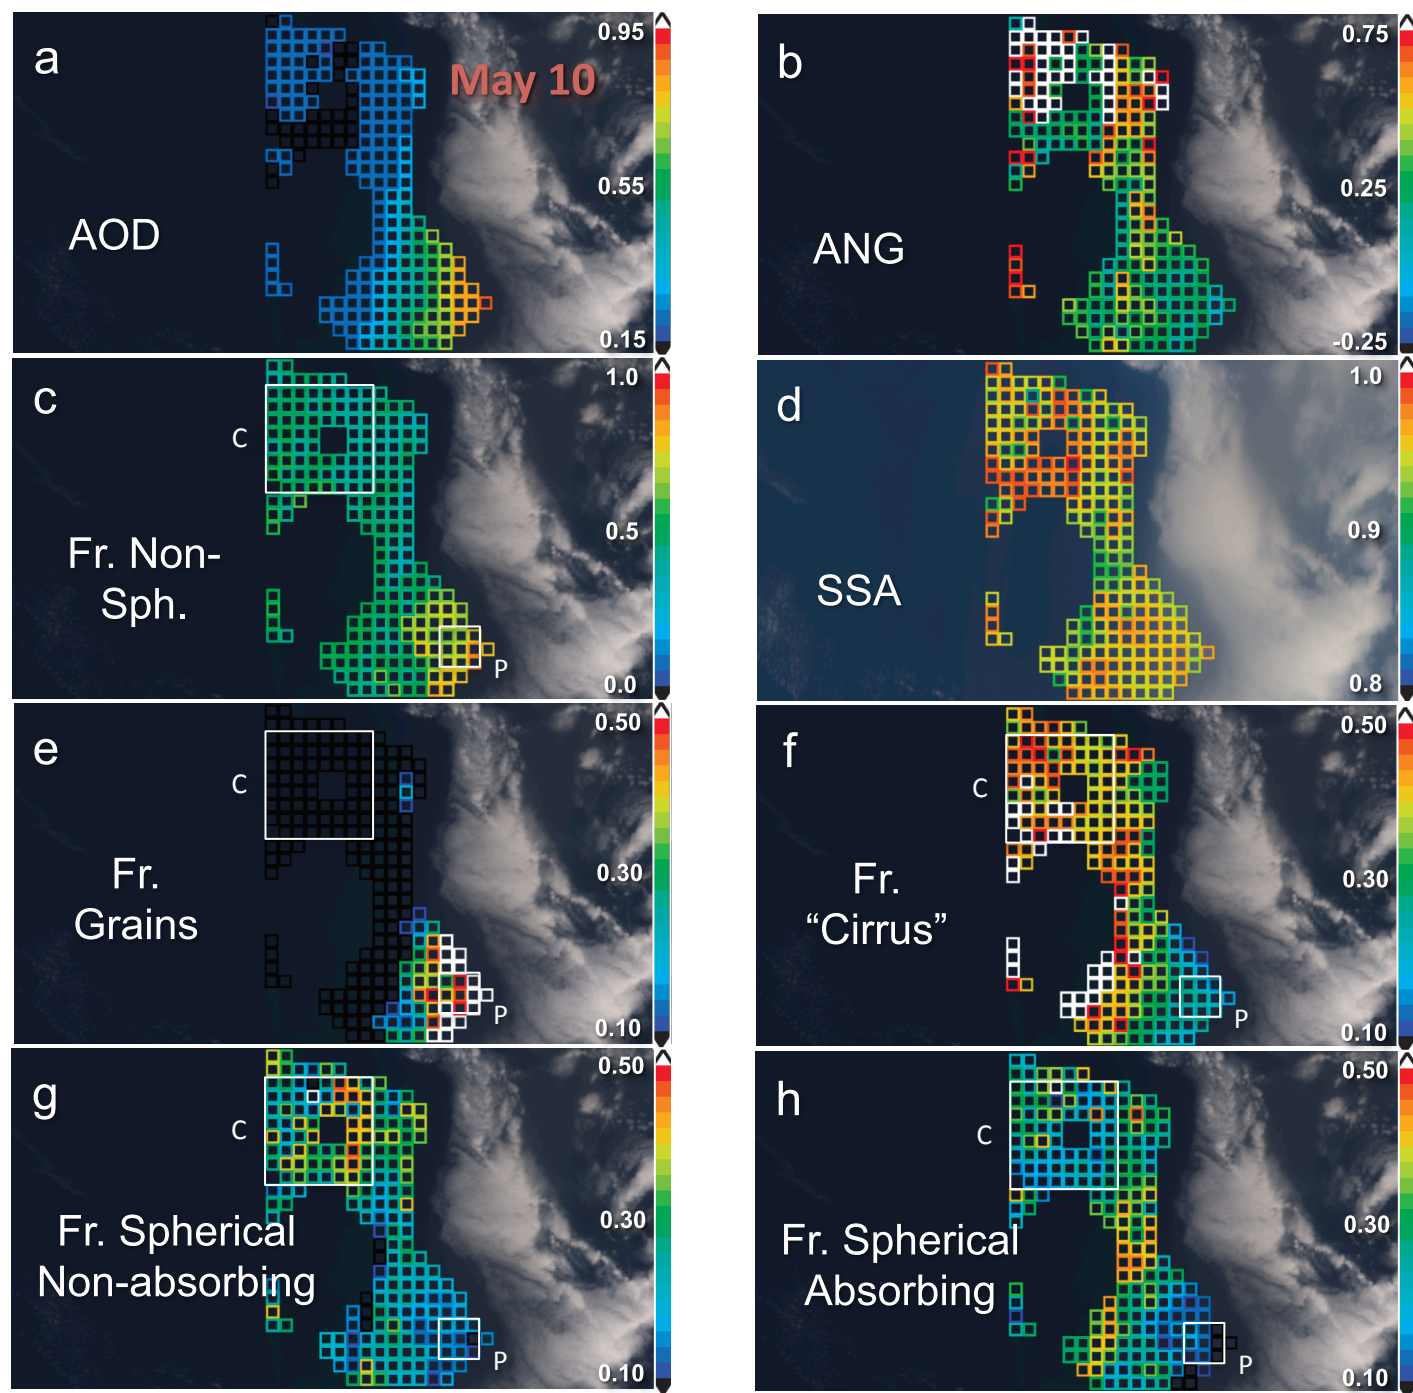 a
May 10
AOD
0.95
0.55
0.15
b
ANG
0.75
0.25
-0.25
c
C
Fr. Non-
Sph.
P
1.0
0.5
0.0
d
SSA
1.0
0.9
0.8
e
C
Fr.
Grains
P
0.50
0.30
0.10
f
C
Fr.
“Cirrus”
P
0.50
0.30
0.10
g
C
Fr. Spherical
Non-absorbing
P
0.50
0.30
0.10
h
C
Fr. Spherical
Absorbing
P
0.50
0.30
0.10